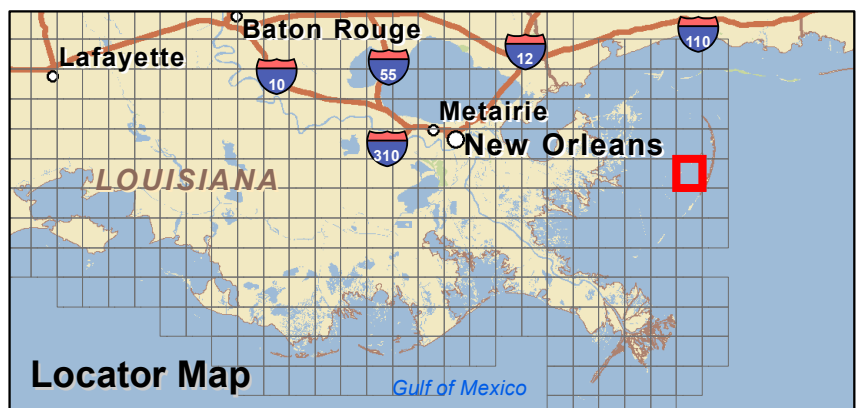 Baton Rouge
Lafayette
110
12
55
10
Metairie
310
New Orleans
LOUISIANA
Locator Map
Gulf of Mexico